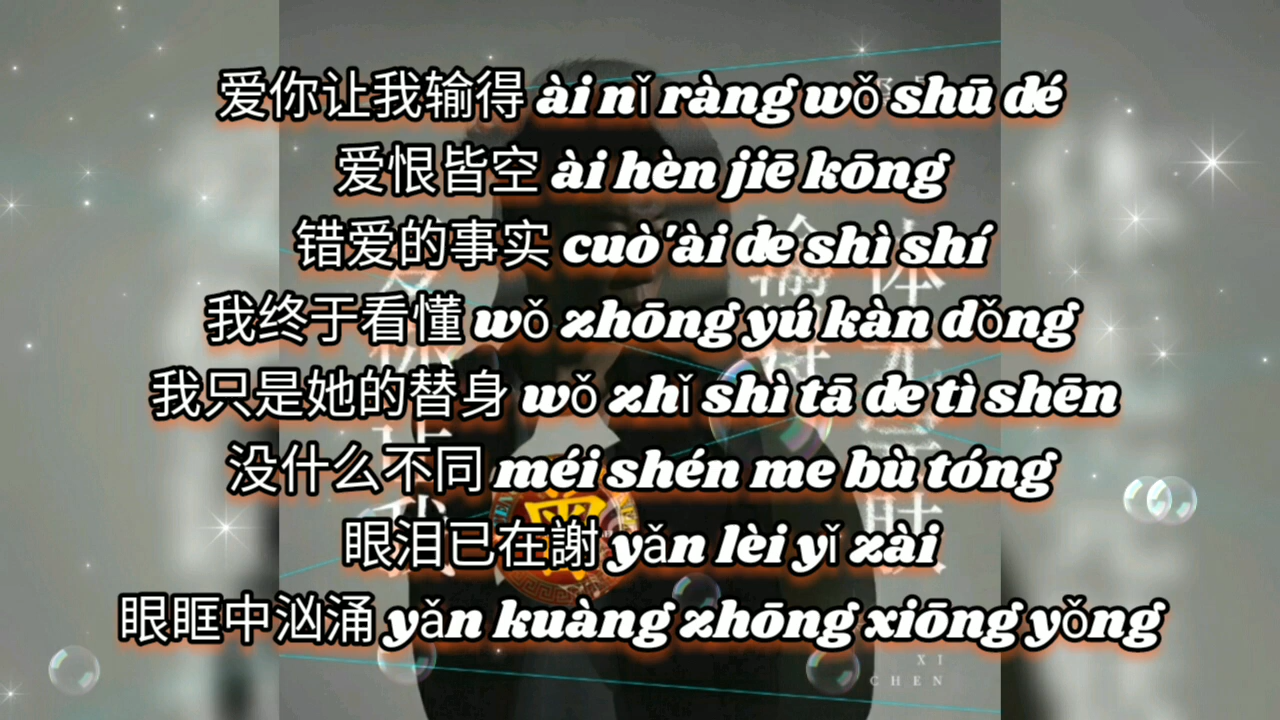 爱你让我输得 ài nǐ ràng wǒ shū dé
爱恨皆空 ài hèn jiē kōng
错爱的事实 cuò'ài de shì shí
我终于看懂 wǒ zhōng yú kàn dǒng
我只是她的替身 wǒ zhǐ shì tā de tì shēn
没什么不同 méi shén me bù tóng
眼泪已在謝 yǎn lèi yǐ zài
眼眶中汹涌 yǎn kuàng zhōng xiōng yǒng
XI
CHEN